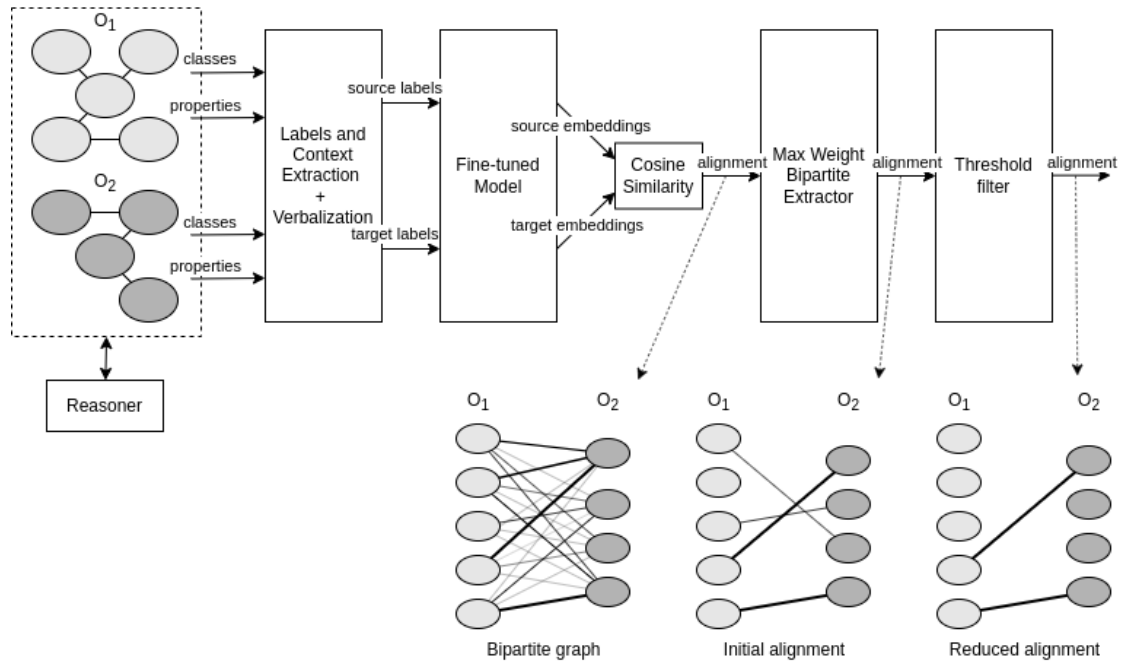 O1
classes
properties
O2
classes
properties
Reasoner
Labels and
Context
Extraction
+
Verbalization
source labels
target labels
Fine-tuned
Model
source embeddings
target embeddings
Cosine
Similarity
alignment
Max Weight
Bipartite
Extractor
alignment
Threshold
filter
alignment
O1 O2
Bipartite graph
O1 O2
Initial alignment
O1 O2
Reduced alignment